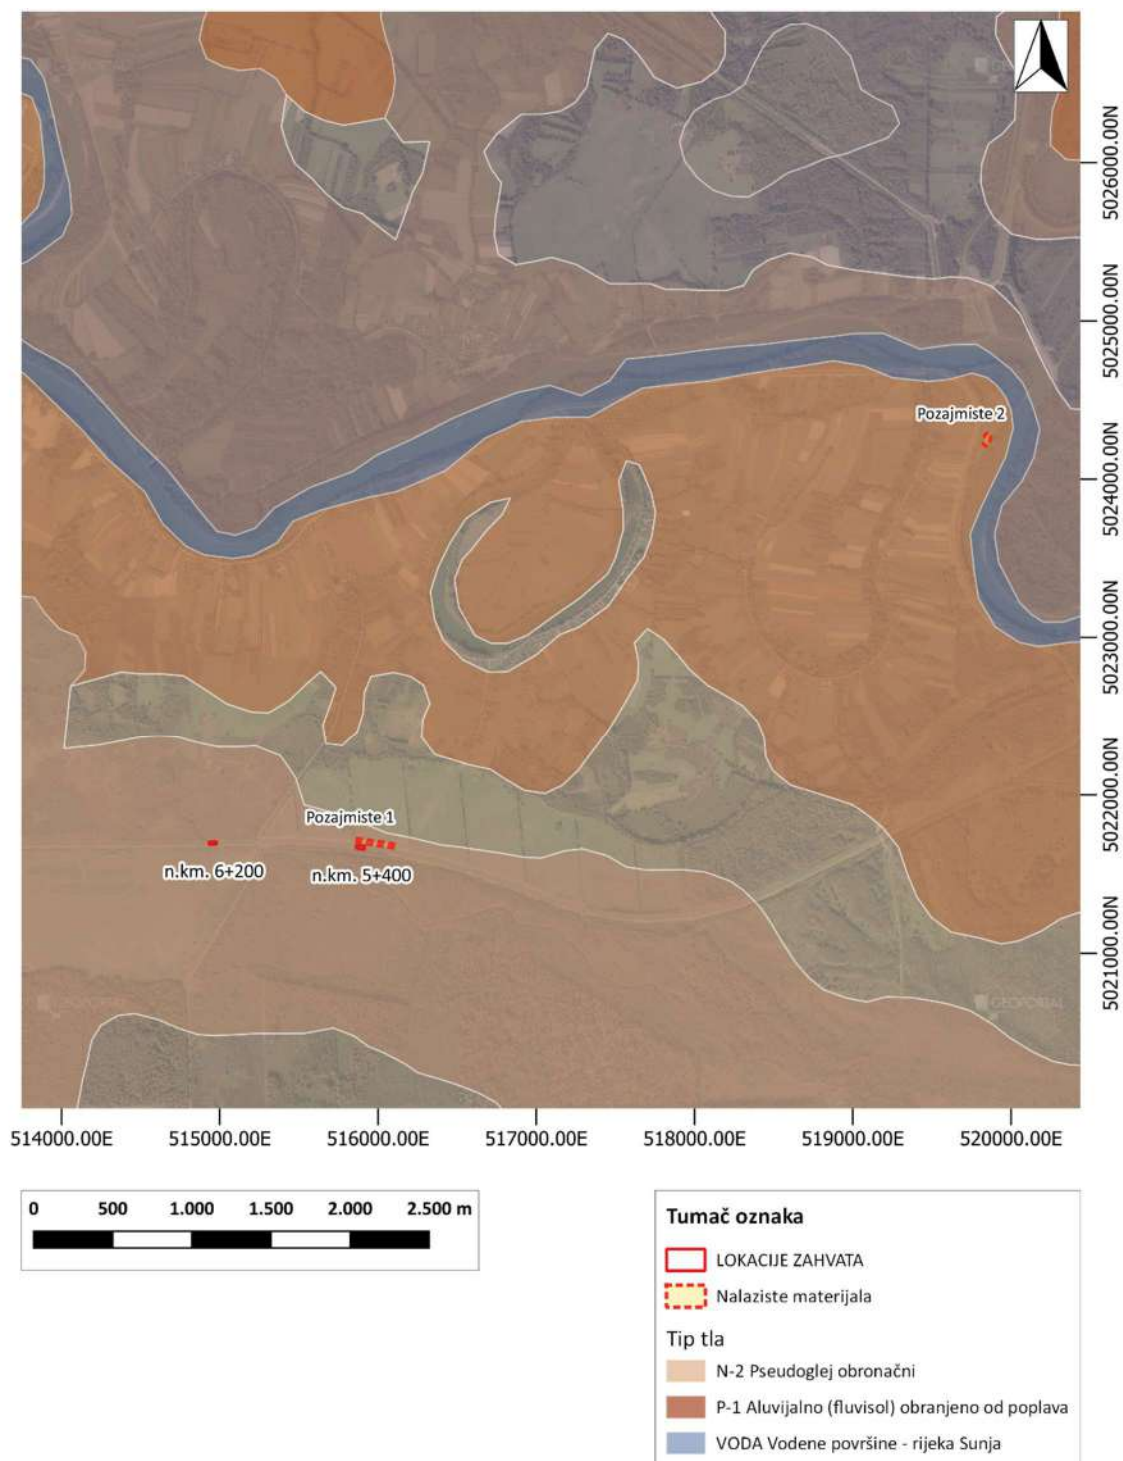 5026000.00N
5025000.00N
Pozajmiste 2
5024000.00N
5023000.00N
5022000.00N
Pozajmiste 1
n.km. 6+200
n.km. 5+400
5021000.00N
GEOPORTAL
GEOPORTAL
514000.00E 515000.00E 516000.00E 517000.00E 518000.00E 519000.00E 520000.00E
0 500 1.000 1.500 2.000 2.500 m
Tumač oznaka
LOKACIJE ZAHVATA
Nalaziste materijala
Tip tla
N-2 Pseudoglej obronačni
P-1 Aluvijalno (fluvisol) obranjeno od poplava
VODA Vodene površine - rijeka Sunja